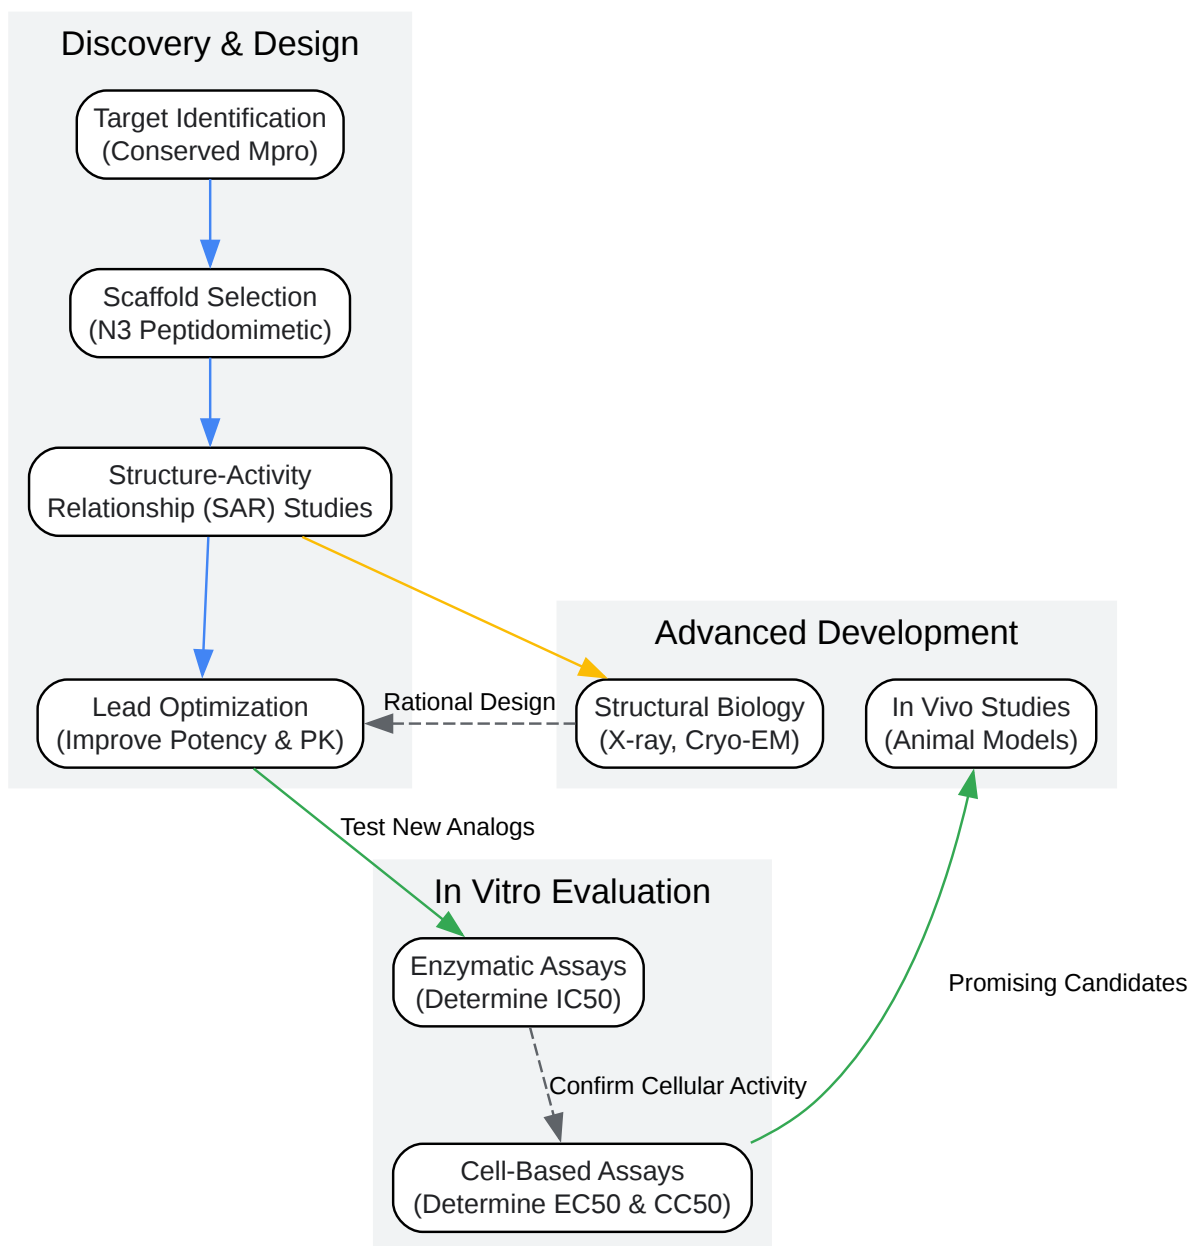 Discovery & Design
Target Identification
(Conserved Mpro)
Scaffold Selection
(N3 Peptidomimetic)
Structure-Activity
Relationship (SAR) Studies
Lead Optimization
(Improve Potency & PK)
Rational Design
Advanced Development
Structural Biology
(X-ray, Cryo-EM)
In Vivo Studies
(Animal Models)
Test New Analogs
In Vitro Evaluation
Enzymatic Assays
(Determine IC50)
Confirm Cellular Activity
Cell-Based Assays
(Determine EC50 & CC50)
Promising Candidates